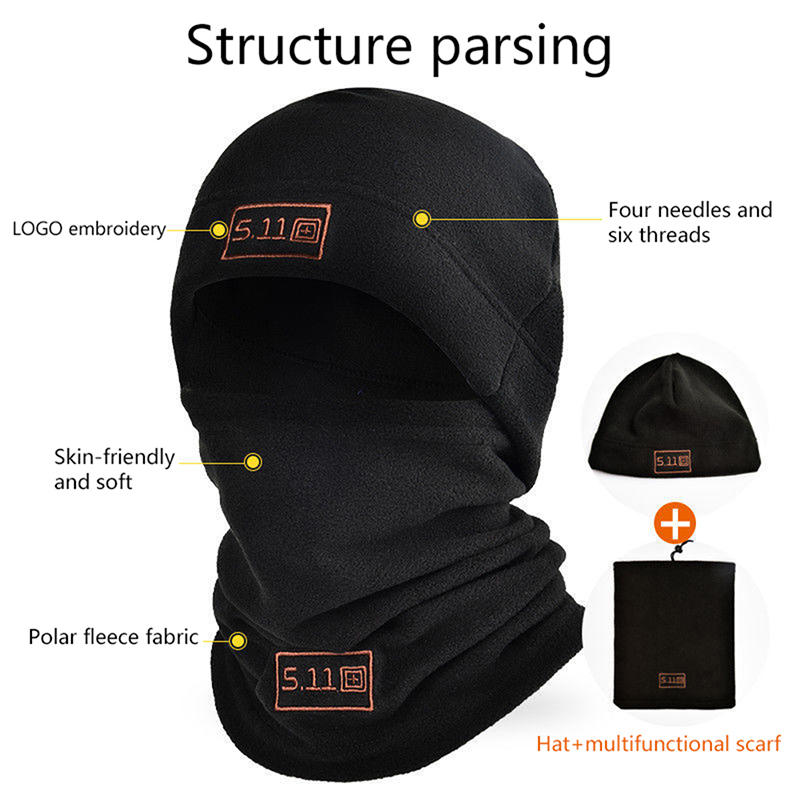 Structure parsing
LOGO embroidery
5.11
Four needles and
six threads
Skin-friendly
and soft
5.11
Polar fleece fabric
5.11
5.11
Hat+multifunctional scarf